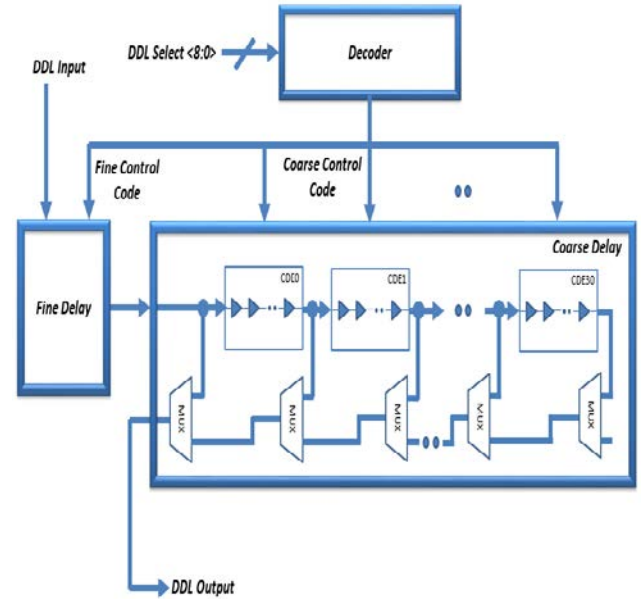 DDL Select <8:0>
Decoder
DDL Input
Fine Control
Code
Coarse Control
Code
Coarse Delay
Fine Delay
CDE0
CDE1
CDE30
MUX
MUX
MUX
MUX
MUX
DDL Output